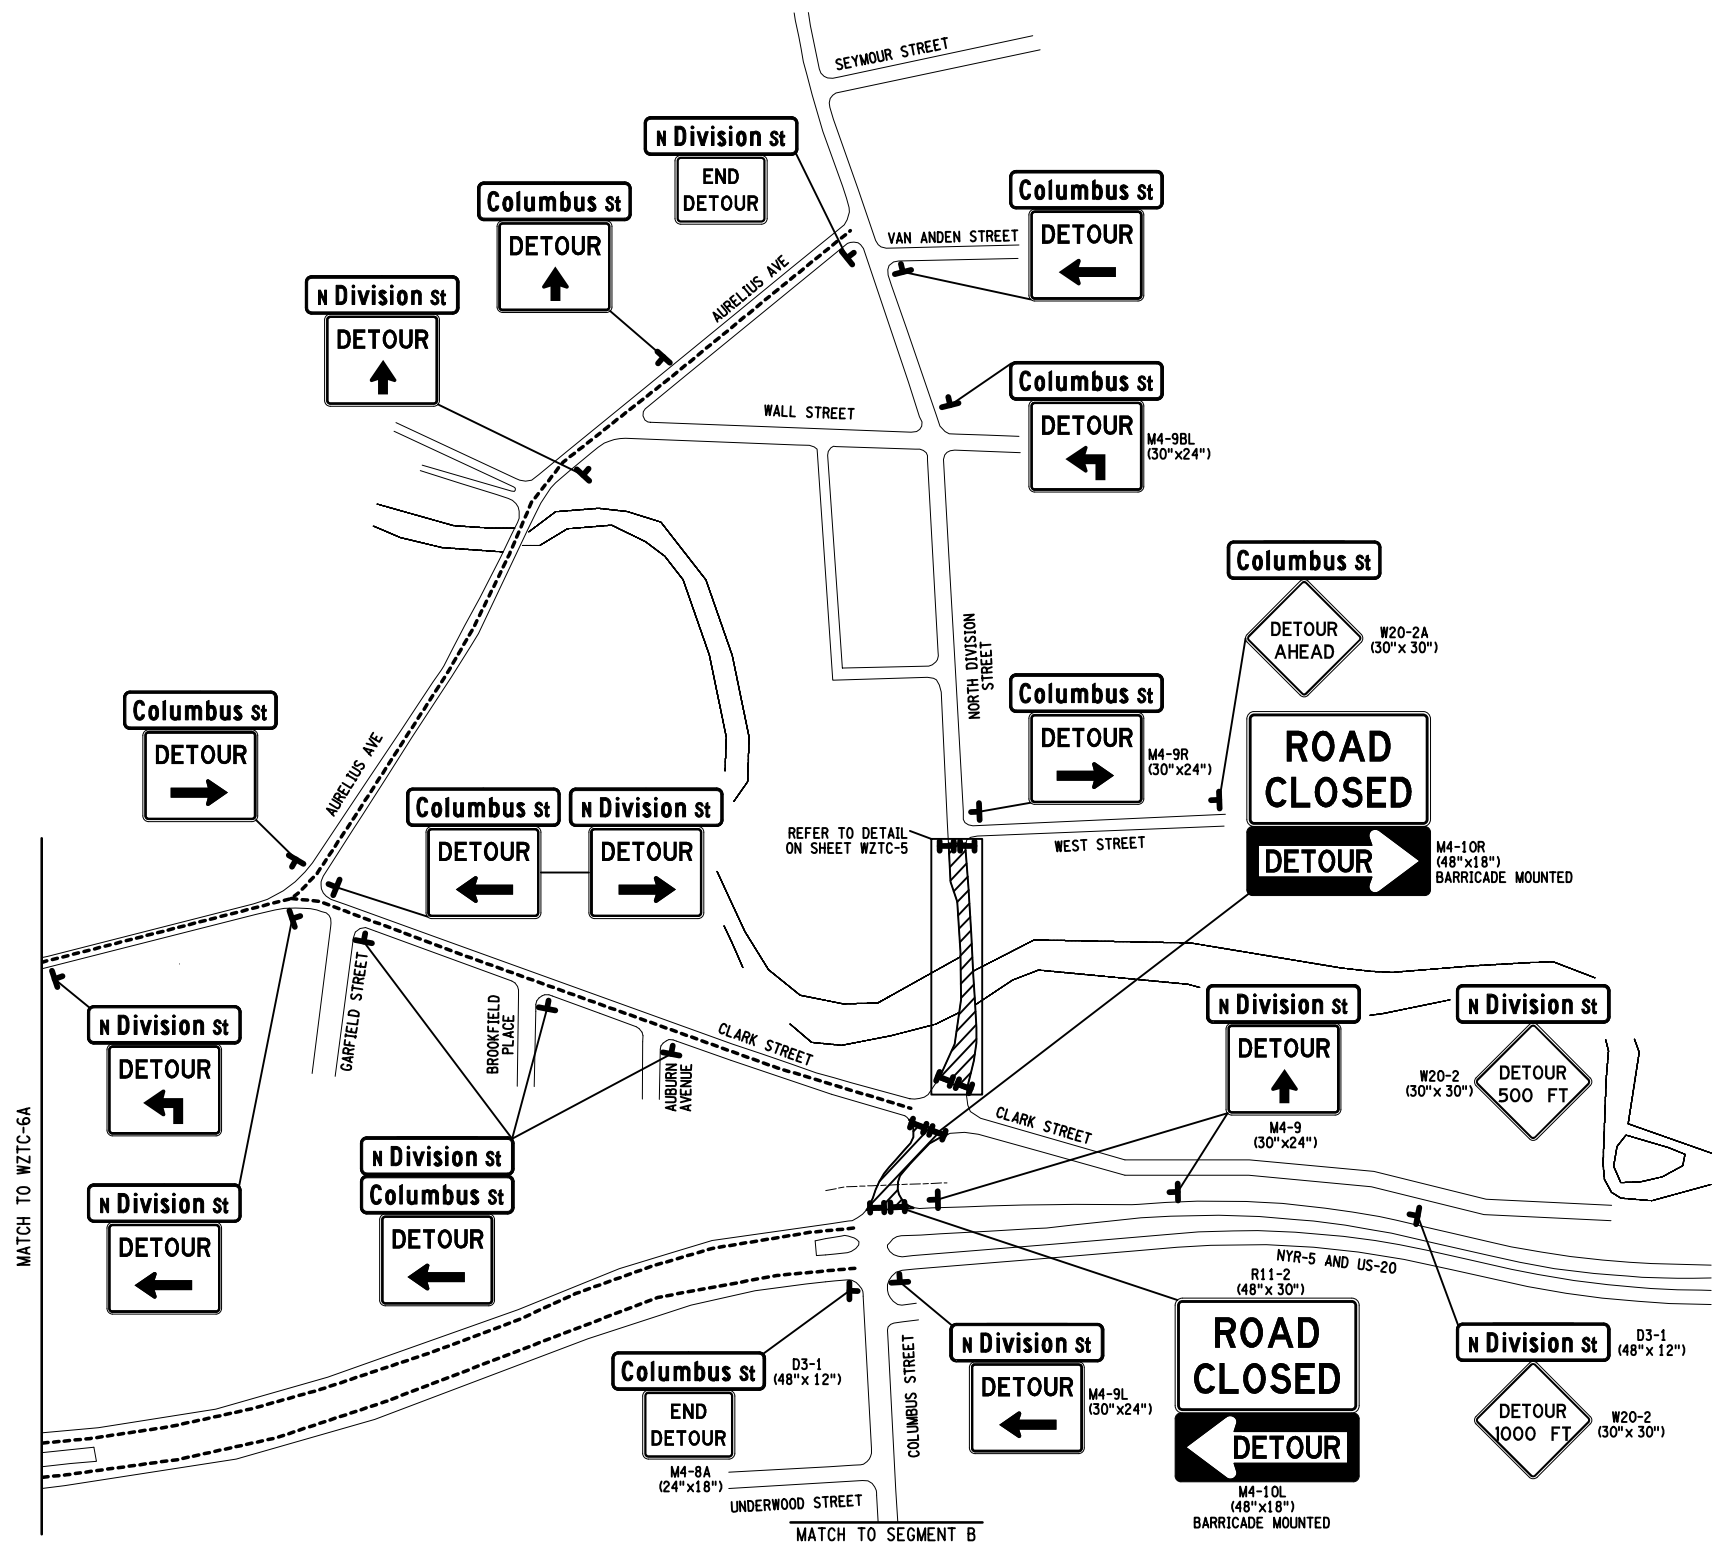 SEYMOUR STREET
N Division St
END
DETOUR
Columbus St
DETOUR
Columbus St
DETOUR
VAN ANDEN STREET
AURELIUS AVE
N Division St
DETOUR
Columbus St
DETOUR
M4-9BL
(30"x24")
WALL STREET
Columbus St
DETOUR
AHEAD
W20-2A
(30"x 30")
NORTH DIVISION
STREET
Columbus St
DETOUR
M4-9R
(30"x24")
Columbus St
DETOUR
AURELIUS AVE
ROAD
CLOSED
DETOUR
M4-10R
(48"x18")
BARRICADE MOUNTED
Columbus St
DETOUR
N Division St
DETOUR
REFER TO DETAIL
ON SHEET WZTC-5
WEST STREET
GARFIELD STREET
BROOKFIELD
PLACE
AUBURN
AVENUE
CLARK STREET
CLARK STREET
N Division St
DETOUR
N Division St
DETOUR
M4-9
(30"x24")
N Division St
DETOUR
500 FT
W20-2
(30"x 30")
MATCH TO WZTC-6A
N Division St
DETOUR
N Division St
Columbus St
DETOUR
NYR-5 AND US-20
R11-2
(48"x 30")
ROAD
CLOSED
DETOUR
M4-10L
(48"x18")
BARRICADE MOUNTED
N Division St
D3-1
(48"x 12")
DETOUR
1000 FT
W20-2
(30"x 30")
Columbus St
D3-1
(48"x 12")
END
DETOUR
M4-8A
(24"x18")
COLUMBUS STREET
N Division St
DETOUR
M4-9L
(30"x24")
UNDERWOOD STREET
MATCH TO SEGMENT B